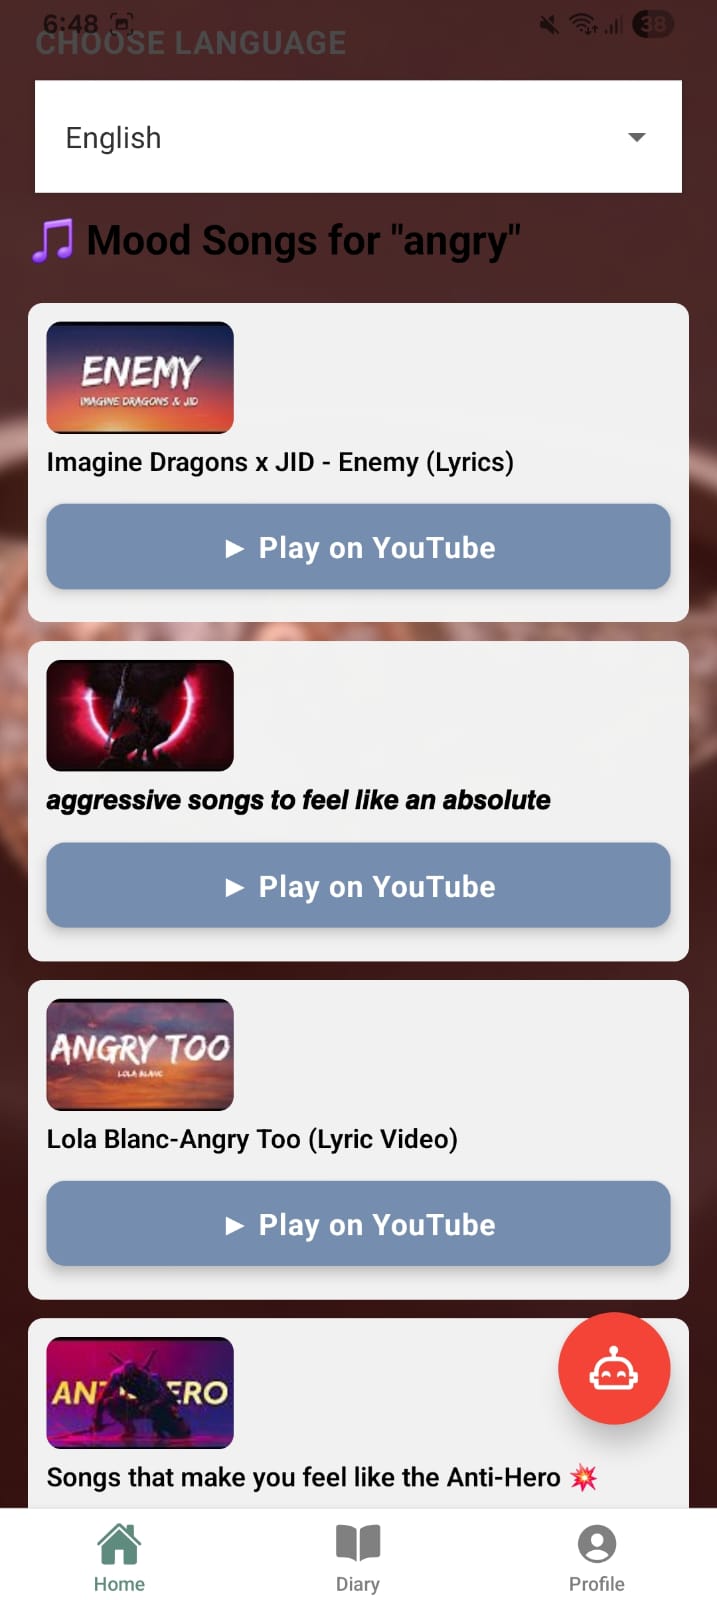 6:48
38
CHOOSE LANGUAGE
English
🎵 Mood Songs for "angry"
ENEMY
IMAGINE DRAGONS & JID
Imagine Dragons x JID - Enemy (Lyrics)
► Play on YouTube
aggressive songs to feel like an absolute
► Play on YouTube
ANGRY TOO
LOLA BLANC
Lola Blanc-Angry Too (Lyric Video)
► Play on YouTube
Songs that make you feel like the Anti-Hero 💥
Home
Diary
Profile